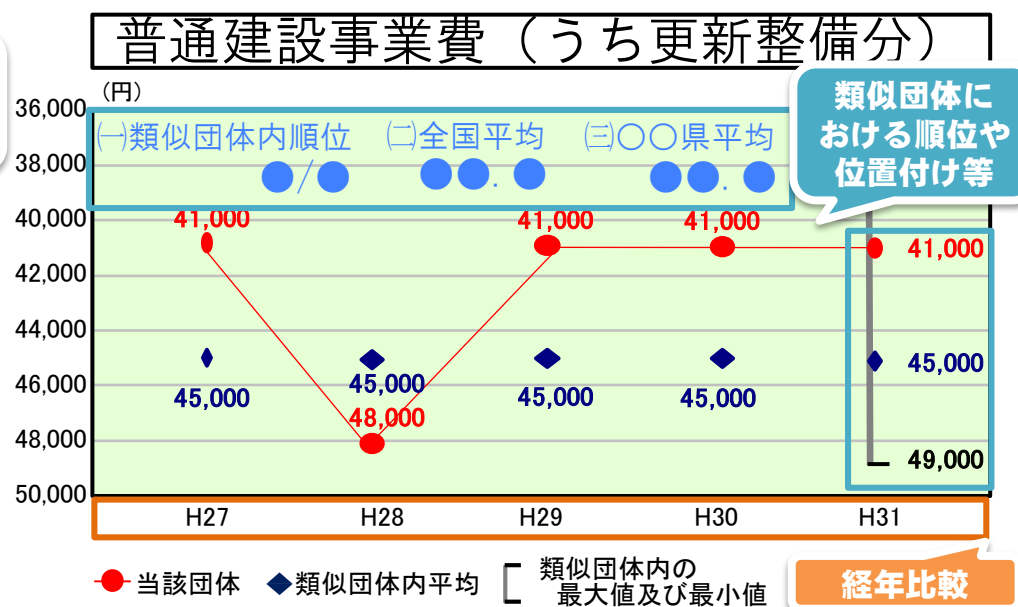 普通建設事業費（うち更新整備分）
（円）
類似団体に
おける順位や
位置付け等
㈠類似団体内順位 ㈡全国平均 ㈢〇〇県平均
●/● ●●.● ●●.●
36,000
38,000
40,000
42,000
44,000
46,000
48,000
50,000
41,000
48,000
41,000
41,000
41,000
45,000
45,000
45,000
45,000
45,000
49,000
H27 H28 H29 H30 H31
当該団体 類似団体内平均 類似団体内の
最大値及び最小値
経年比較